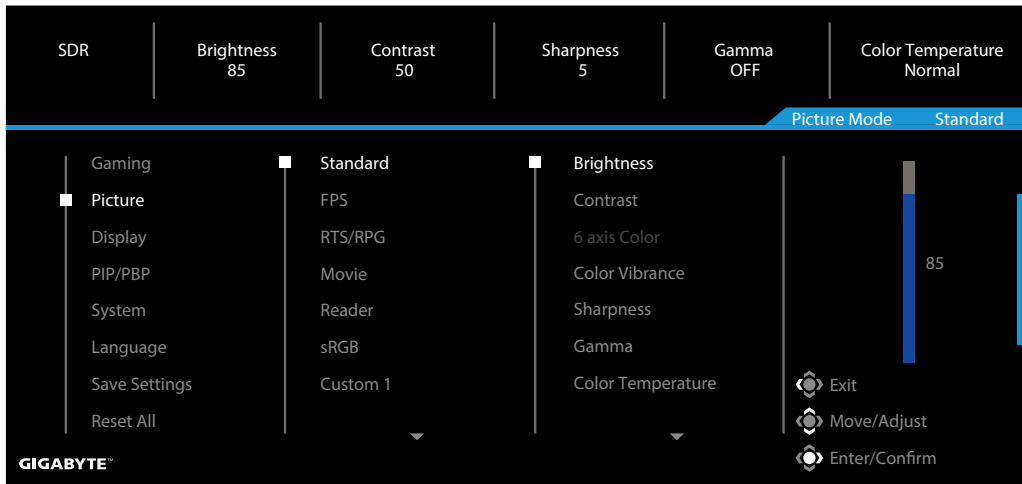 SDR Brightness Contrast Sharpness Gamma Color Temperature
85 50 5 OFF Normal
Picture Mode Standard
Gaming Standard Brightness
Picture FPS Contrast
Display RTS/RPG 6 axis Color
PIP/PBP Movie Color Vibrance
85
System Reader Sharpness
Language sRGB Gamma
Save Settings Custom 1 Color Temperature Exit
Reset All Move/Adjust
GIGABYTE™ Enter/Confirm